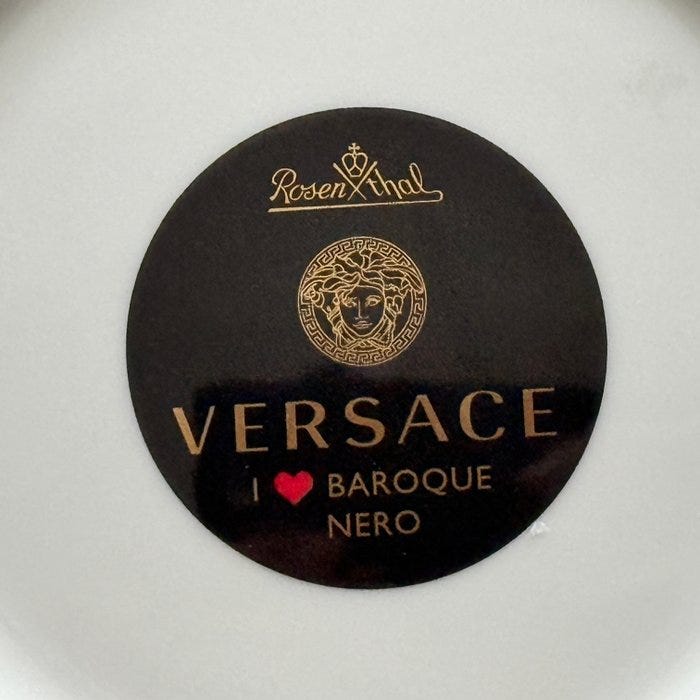 Rosenthal
VERSACE
I ❤ BAROQUE
NERO